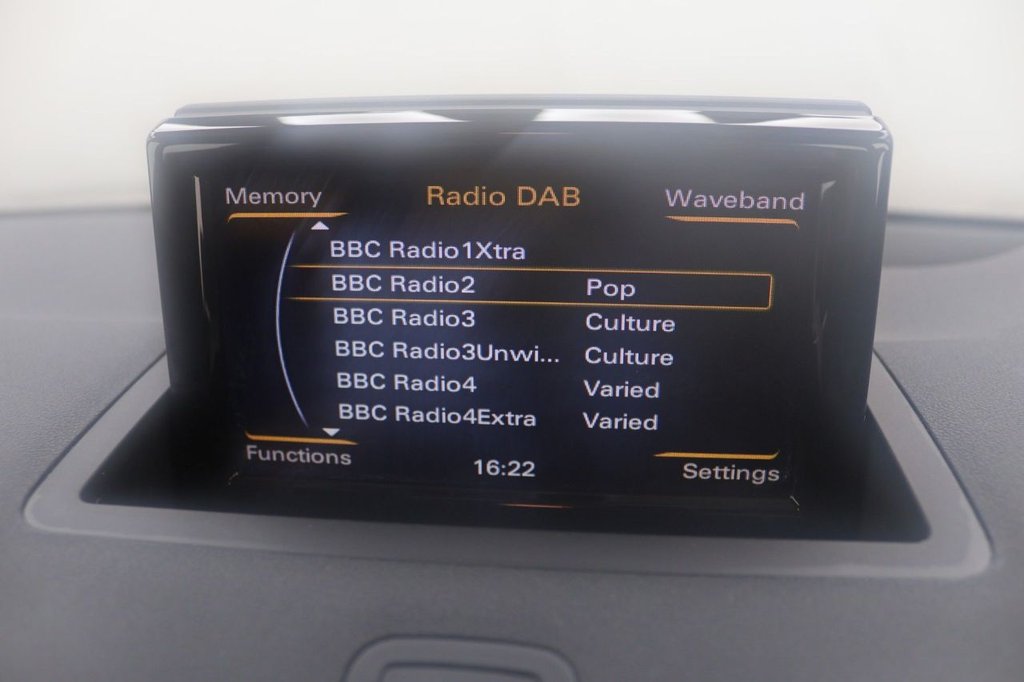 Memory Radio DAB Waveband
BBC Radio1Xtra
BBC Radio2 Pop
BBC Radio3 Culture
BBC Radio3Unwi... Culture
BBC Radio4 Varied
BBC Radio4Extra Varied
Functions 16:22 Settings